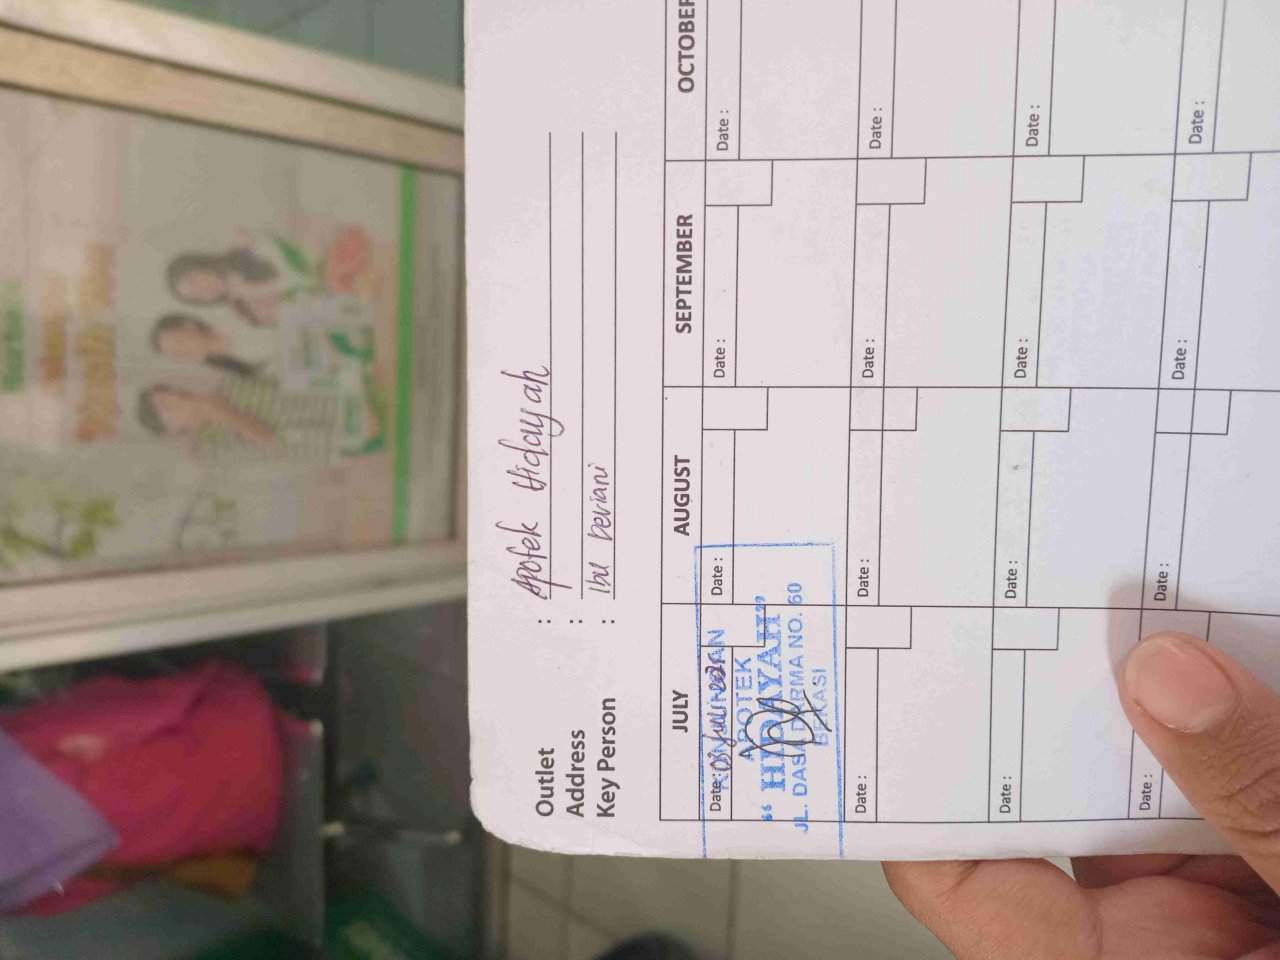 Outlet : Apotek Hidayah
Address :
Key Person : Ibu Deviani
JULY AUGUST SEPTEMBER OCTOBER
Date: Date : Date : Date :
APOTEK
“ HIDAYAH”
JL. DASA DARMA NO. 60
BEKASI
Date : Date : Date : Date :
Date : Date : Date : Date :
Date : Date : Date : Date :